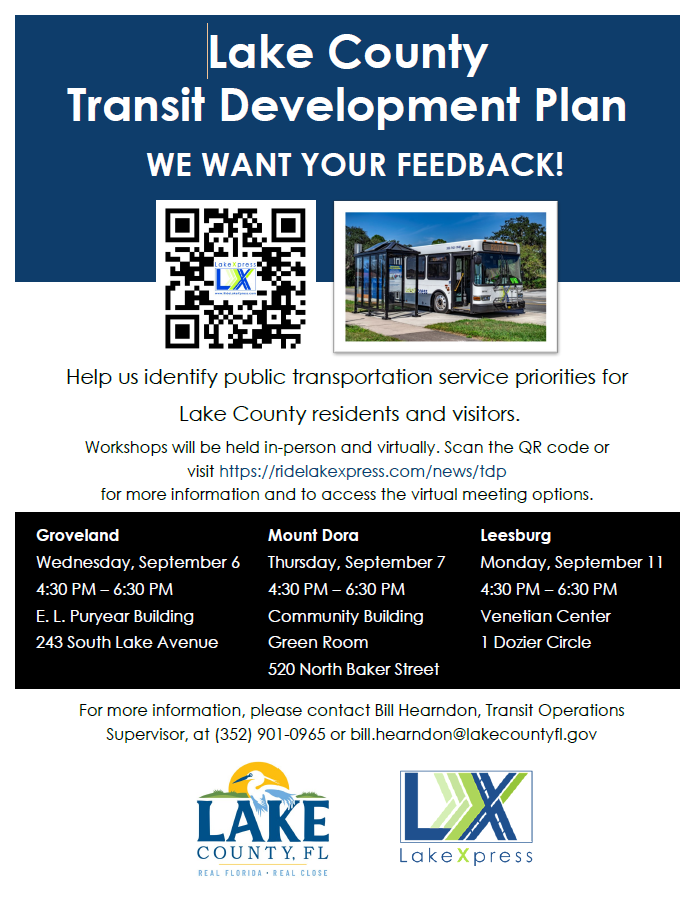 Lake County
Transit Development Plan
WE WANT YOUR FEEDBACK!
LakeXpress
LX
www.RideLakeXpress.com
Help us identify public transportation service priorities for
Lake County residents and visitors.
Workshops will be held in-person and virtually. Scan the QR code or
visit https://ridelakexpress.com/news/tdp
for more information and to access the virtual meeting options.
Groveland
Wednesday, September 6
4:30 PM – 6:30 PM
E. L. Puryear Building
243 South Lake Avenue
Mount Dora
Thursday, September 7
4:30 PM – 6:30 PM
Community Building
Green Room
520 North Baker Street
Leesburg
Monday, September 11
4:30 PM – 6:30 PM
Venetian Center
1 Dozier Circle
For more information, please contact Bill Hearndon, Transit Operations
Supervisor, at (352) 901-0965 or bill.hearndon@lakecountyfl.gov
LAKE
COUNTY, FL
REAL FLORIDA • REAL CLOSE
LX
LakeXpress